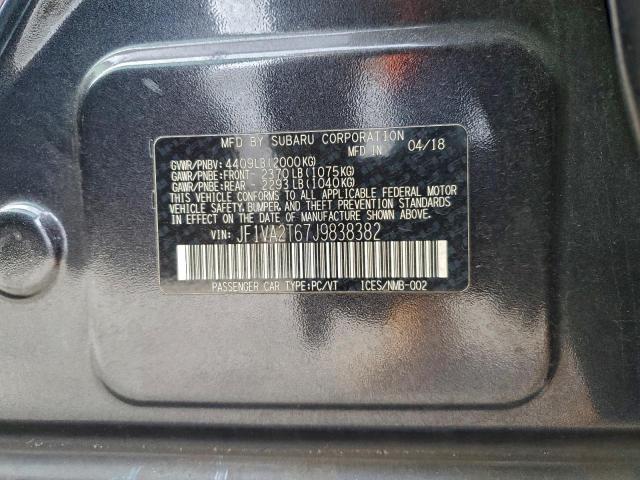 MFD BY SUBARU CORPORATION
MFD IN 04/18
GVWR/PNBV: 4409LB(2000KG)
GAWR/PNBE:FRONT- 2370LB(1075KG)
GAWR/PNBE:REAR - 2293LB(1040KG)
THIS VEHICLE CONFORMS TO ALL APPLICABLE FEDERAL MOTOR
VEHICLE SAFETY,BUMPER, AND THEFT PREVENTION STANDARDS
IN EFFECT ON THE DATE OF MANUFACTURE SHOWN ABOVE.
VIN: JF1VA2T67J9838382
PASSENGER CAR TYPE:PC/VT ICES/NMB-002